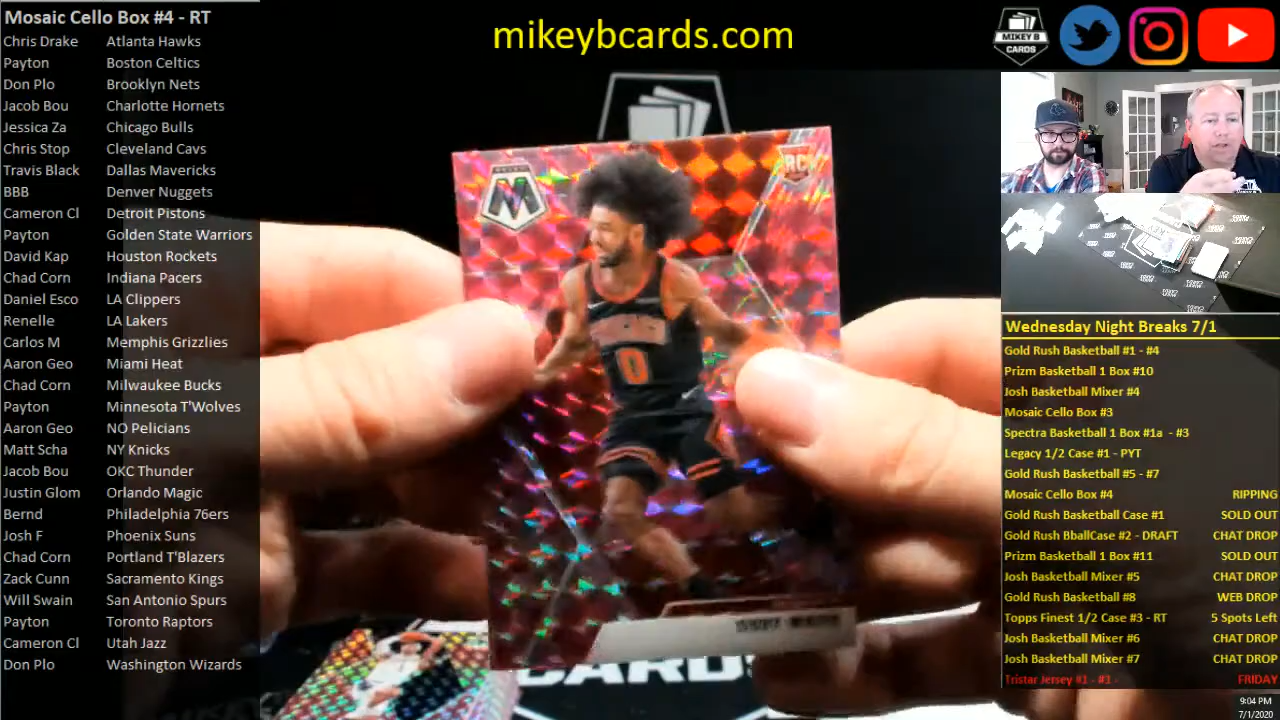 Mosaic Cello Box #4 - RT
Chris Drake Atlanta Hawks
Payton Boston Celtics
Don Plo Brooklyn Nets
Jacob Bou Charlotte Hornets
Jessica Za Chicago Bulls
Chris Stop Cleveland Cavs
Travis Black Dallas Mavericks
BBB Denver Nuggets
Cameron Cl Detroit Pistons
Payton Golden State Warriors
David Kap Houston Rockets
Chad Corn Indiana Pacers
Daniel Esco LA Clippers
Renelle LA Lakers
Carlos M Memphis Grizzlies
Aaron Geo Miami Heat
Chad Corn Milwaukee Bucks
Payton Minnesota T'Wolves
Aaron Geo NO Pelicians
Matt Scha NY Knicks
Jacob Bou OKC Thunder
Justin Glom Orlando Magic
Bernd Philadelphia 76ers
Josh F Phoenix Suns
Chad Corn Portland T'Blazers
Zack Cunn Sacramento Kings
Will Swain San Antonio Spurs
Payton Toronto Raptors
Cameron Cl Utah Jazz
Don Plo Washington Wizards
mikeybcards.com
MIKEY B
CARDS
M
RC
0
CARDS
Wednesday Night Breaks 7/1
Gold Rush Basketball #1 - #4
Prizm Basketball 1 Box #10
Josh Basketball Mixer #4
Mosaic Cello Box #3
Spectra Basketball 1 Box #1a - #3
Legacy 1/2 Case #1 - PYT
Gold Rush Basketball #5 - #7
Mosaic Cello Box #4 RIPPING
Gold Rush Basketball Case #1 SOLD OUT
Gold Rush BballCase #2 - DRAFT CHAT DROP
Prizm Basketball 1 Box #11 SOLD OUT
Josh Basketball Mixer #5 CHAT DROP
Gold Rush Basketball #8 WEB DROP
Topps Finest 1/2 Case #3 - RT 5 Spots Left
Josh Basketball Mixer #6 CHAT DROP
Josh Basketball Mixer #7 CHAT DROP
Tristar Jersey #1 - #1 - FRIDAY
9:04 PM
7/1/2020